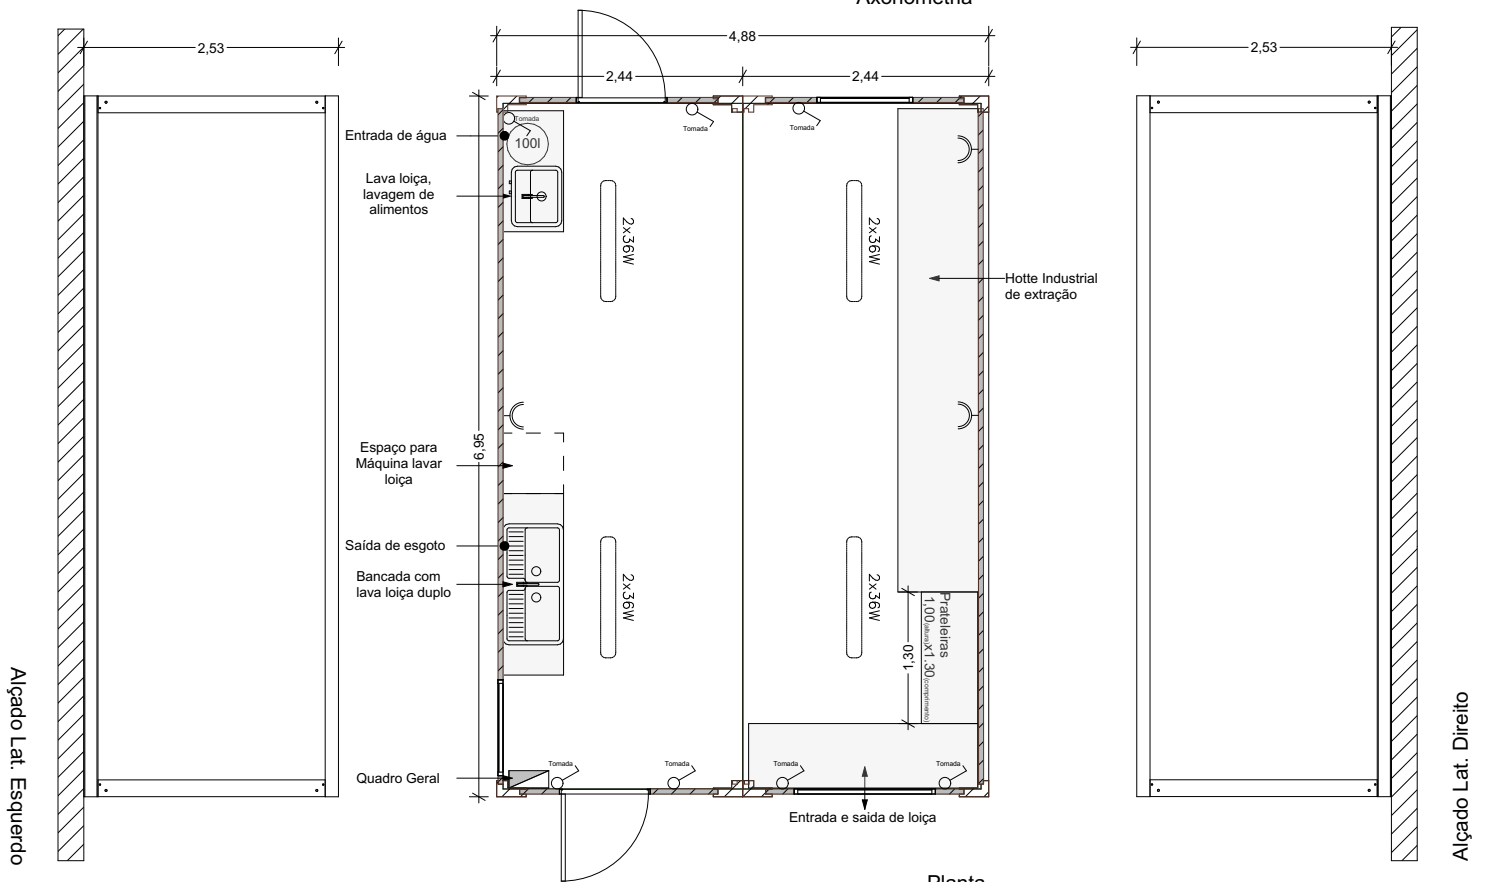 Axonometria
2,53
4,88
2,53
2,44
2,44
Tomada
Tomada
Tomada
Entrada de água
100l
Lava loiça,
lavagem de
alimentos
2x36W
2x36W
Hotte Industrial
de extração
6,95
Espaço para
Máquina lavar
loiça
Saída de esgoto
Bancada com
lava loiça duplo
2x36W
2x36W
Prateleiras
1,00(altura)x1.30(comprimento)
1,30
Quadro Geral
Tomada
Tomada
Tomada
Tomada
Entrada e saida de loiça
Alçado Lat. Esquerdo
Alçado Lat. Direito
Planta